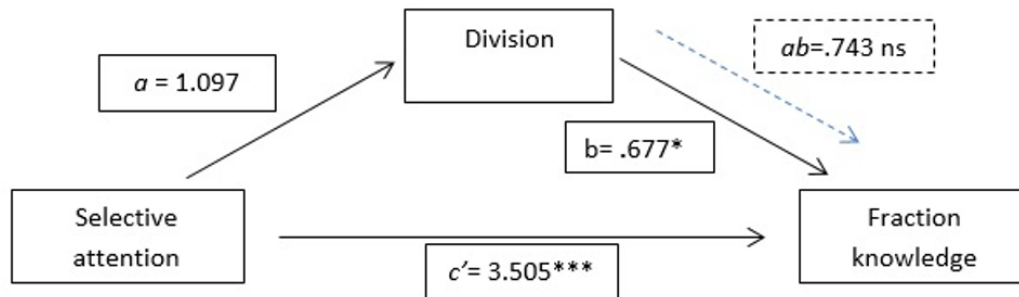 Division
ab=.743 ns
a = 1.097
b= .677*
Selective
attention
Fraction
knowledge
c’= 3.505***